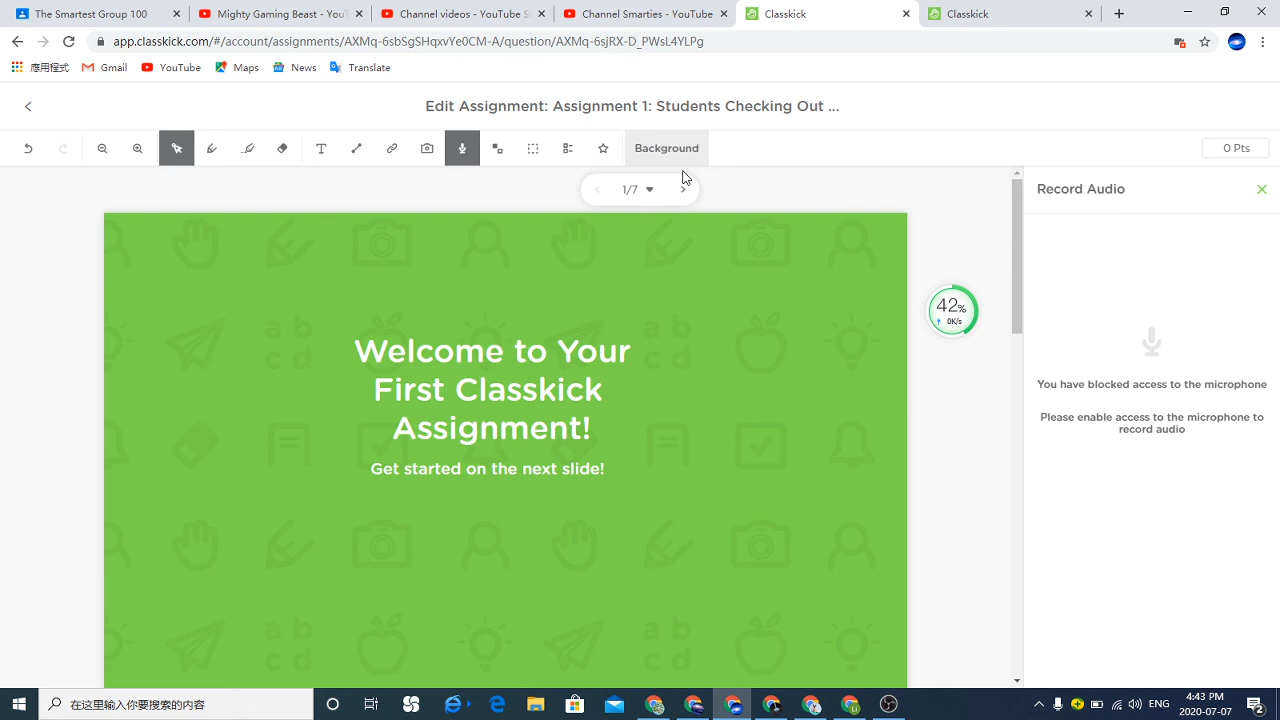 The Smartest Group 100
Mighty Gaming Beast - YouT
Channel videos - YouTube S
Channel Smarties - YouTube
Classkick
Classkick
app.classkick.com/#/account/assignments/AXMq-6sbSgSHqxvYe0CM-A/question/AXMq-6sjRX-D_PWsL4YLPg
應用程式
Gmail
YouTube
Maps
News
Translate
Edit Assignment: Assignment 1: Students Checking Out ...
T
Background
0 Pts
1/7
Record Audio
42%
0K/s
Welcome to Your
First Classkick
Assignment!
Get started on the next slide!
You have blocked access to the microphone
Please enable access to the microphone to
record audio
a b
c d
a b
c d
a b
c d
a b
c d
在这里输入你要搜索的内容
ENG
4:43 PM
2020-07-07
2